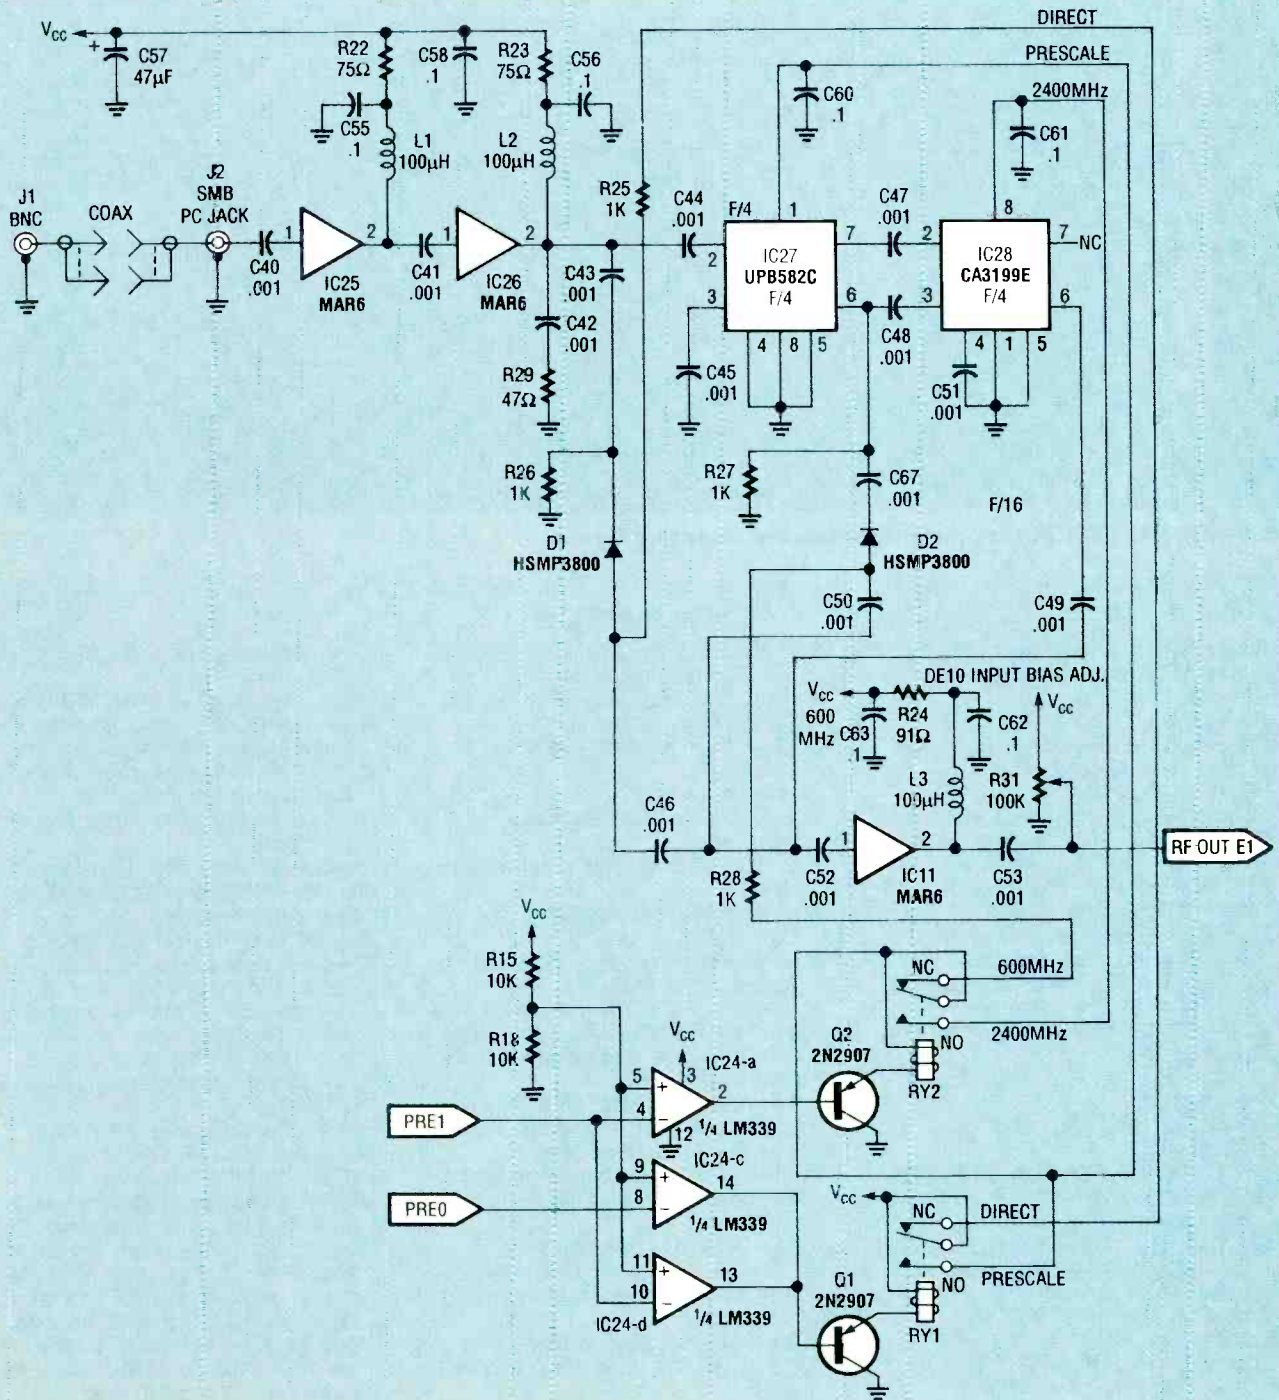 DIRECT
V_CC
+
C57
47µF
R22
75Ω
C58
.1
R23
75Ω
C56
.1
PRESCALE
C60
.1
2400MHz
C61
.1
C55
.1
L1
100µH
L2
100µH
J1
BNC
COAX
J2
SMB
PC JACK
C40
.001
1
2
IC25
MAR6
C41
.001
1
2
IC26
MAR6
R25
1K
C43
.001
C42
.001
R29
47Ω
C44
.001
F/4
1
2
3
IC27
UPB582C
F/4
7
6
4
8
5
C45
.001
C47
.001
C48
.001
8
2
3
IC28
CA3199E
F/4
7
NC
6
4
1
5
C51
.001
R26
1K
D1
HSMP3800
R27
1K
C67
.001
F/16
D2
HSMP3800
C50
.001
C49
.001
DE10 INPUT BIAS ADJ.
V_CC
600
MHz
C63
.1
R24
91Ω
C62
.1
V_CC
L3
100µH
R31
100K
C46
.001
C52
.001
1
2
IC11
MAR6
C53
.001
RF OUT E1
R28
1K
V_CC
R15
10K
R18
10K
NC
600MHz
2400MHz
NO
RY2
Q2
2N2907
V_CC
IC24-a
5
+
4
−
3
2
12
1/4 LM339
PRE1
IC24-c
9
+
8
−
14
1/4 LM339
PRE0
11
+
10
−
13
IC24-d
1/4 LM339
V_CC
NC
DIRECT
NO
PRESCALE
RY1
Q1
2N2907